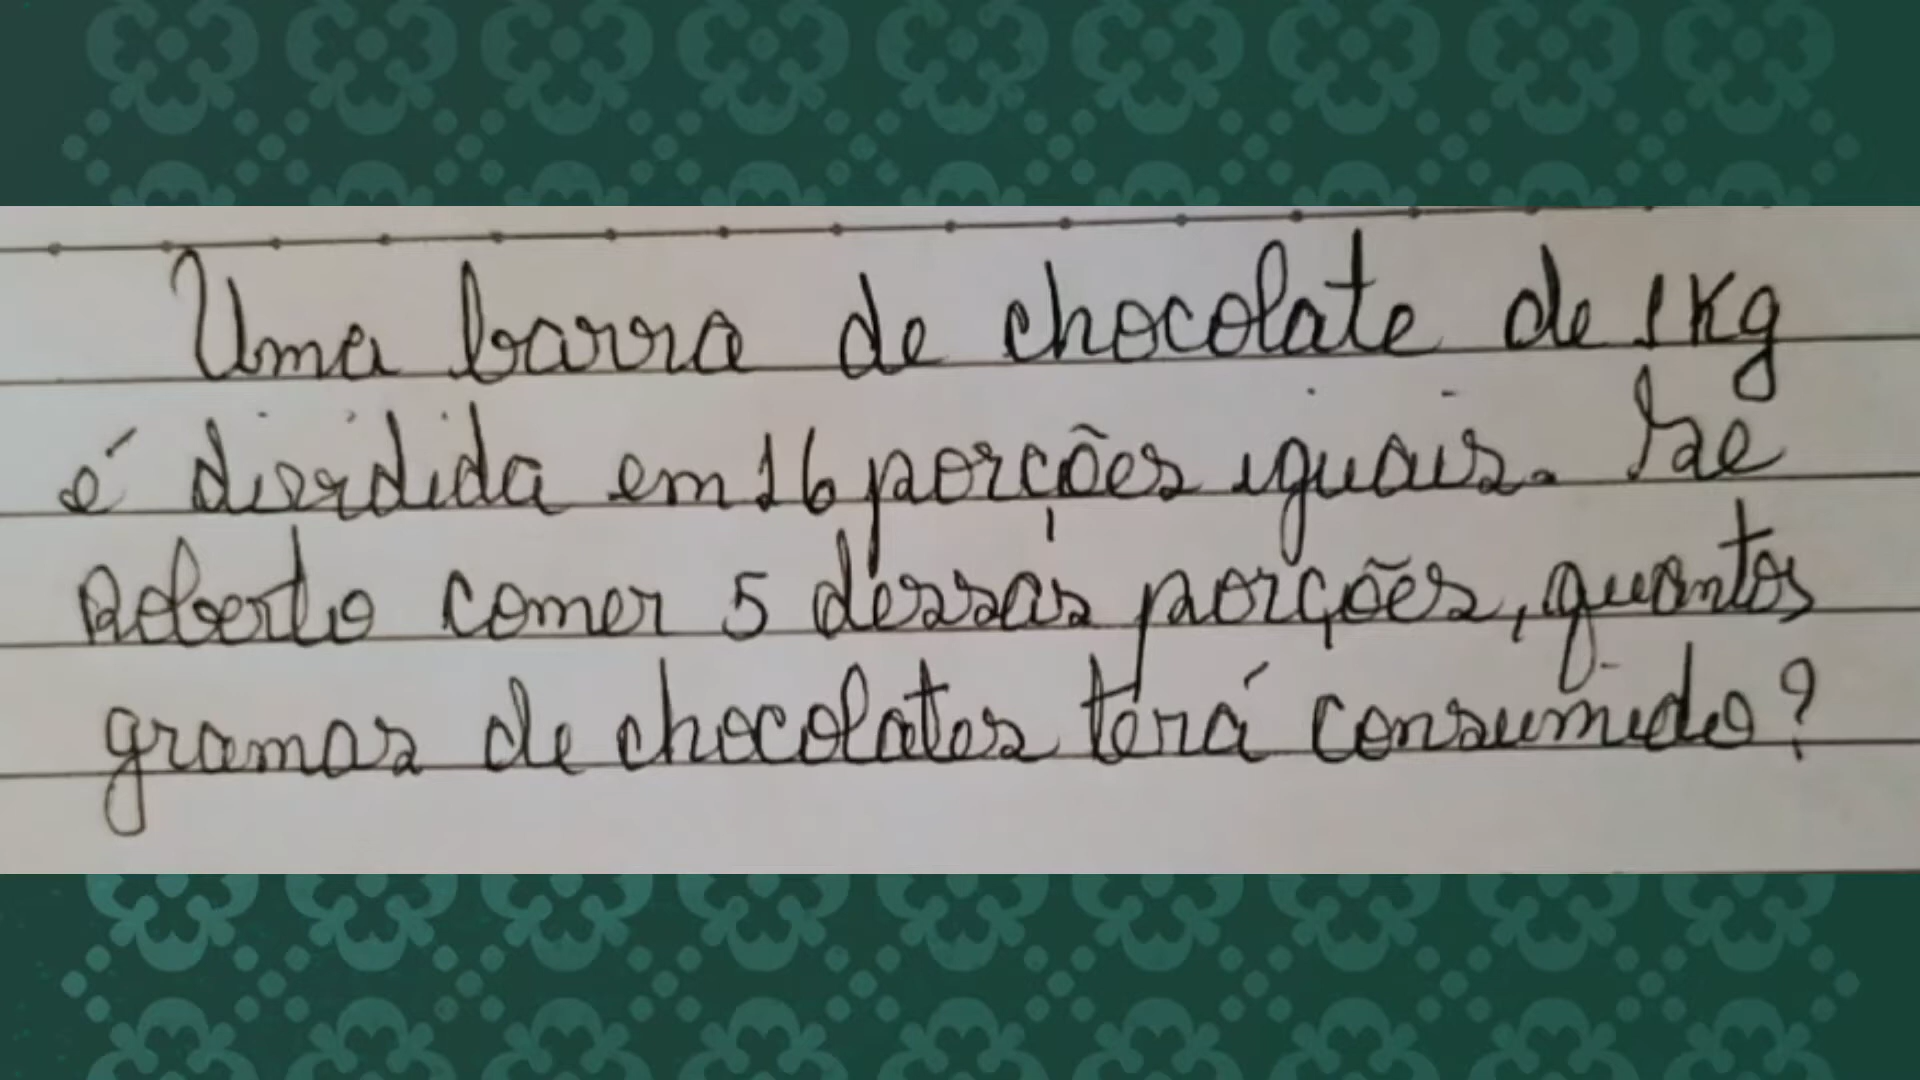 Uma barra de chocolate de 1Kg
é dividida em 16 porções iguais. Se
Roberto comer 5 dessas porções, quantos
gramas de chocolates terá consumido?